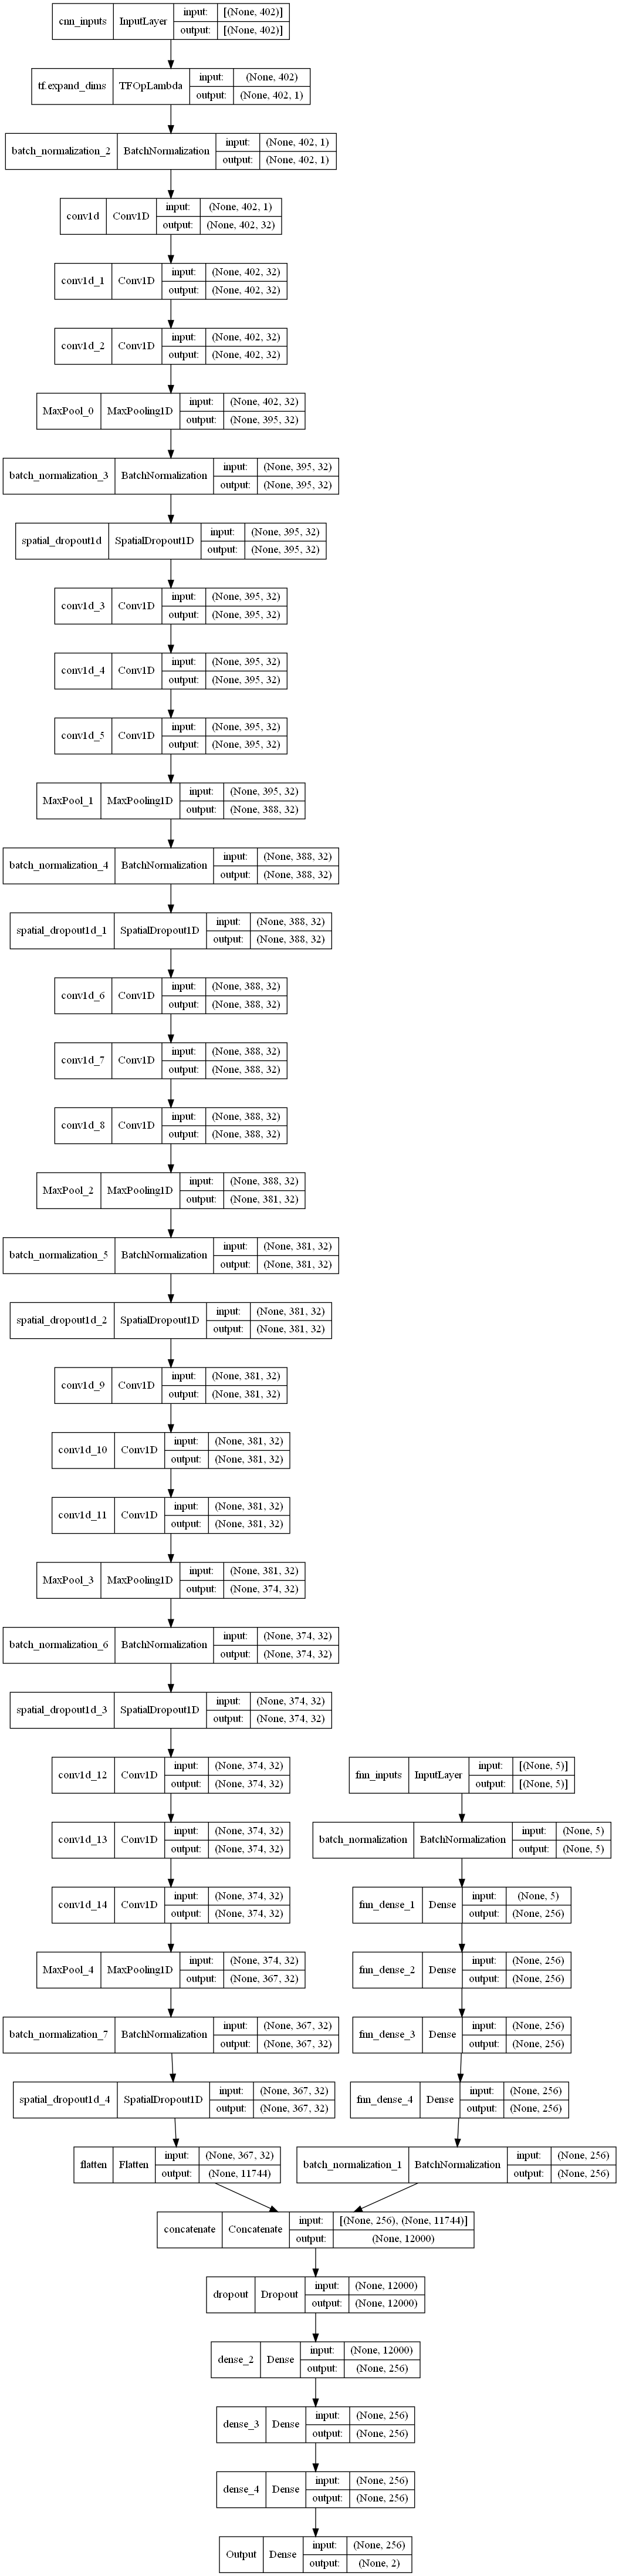 cnn_inputs InputLayer input: [(None, 402)]
output: [(None, 402)]
tf.expand_dims TFOpLambda input: (None, 402)
output: (None, 402, 1)
batch_normalization_2 BatchNormalization input: (None, 402, 1)
output: (None, 402, 1)
conv1d Conv1D input: (None, 402, 1)
output: (None, 402, 32)
conv1d_1 Conv1D input: (None, 402, 32)
output: (None, 402, 32)
conv1d_2 Conv1D input: (None, 402, 32)
output: (None, 402, 32)
MaxPool_0 MaxPooling1D input: (None, 402, 32)
output: (None, 395, 32)
batch_normalization_3 BatchNormalization input: (None, 395, 32)
output: (None, 395, 32)
spatial_dropout1d SpatialDropout1D input: (None, 395, 32)
output: (None, 395, 32)
conv1d_3 Conv1D input: (None, 395, 32)
output: (None, 395, 32)
conv1d_4 Conv1D input: (None, 395, 32)
output: (None, 395, 32)
conv1d_5 Conv1D input: (None, 395, 32)
output: (None, 395, 32)
MaxPool_1 MaxPooling1D input: (None, 395, 32)
output: (None, 388, 32)
batch_normalization_4 BatchNormalization input: (None, 388, 32)
output: (None, 388, 32)
spatial_dropout1d_1 SpatialDropout1D input: (None, 388, 32)
output: (None, 388, 32)
conv1d_6 Conv1D input: (None, 388, 32)
output: (None, 388, 32)
conv1d_7 Conv1D input: (None, 388, 32)
output: (None, 388, 32)
conv1d_8 Conv1D input: (None, 388, 32)
output: (None, 388, 32)
MaxPool_2 MaxPooling1D input: (None, 388, 32)
output: (None, 381, 32)
batch_normalization_5 BatchNormalization input: (None, 381, 32)
output: (None, 381, 32)
spatial_dropout1d_2 SpatialDropout1D input: (None, 381, 32)
output: (None, 381, 32)
conv1d_9 Conv1D input: (None, 381, 32)
output: (None, 381, 32)
conv1d_10 Conv1D input: (None, 381, 32)
output: (None, 381, 32)
conv1d_11 Conv1D input: (None, 381, 32)
output: (None, 381, 32)
MaxPool_3 MaxPooling1D input: (None, 381, 32)
output: (None, 374, 32)
batch_normalization_6 BatchNormalization input: (None, 374, 32)
output: (None, 374, 32)
spatial_dropout1d_3 SpatialDropout1D input: (None, 374, 32)
output: (None, 374, 32)
conv1d_12 Conv1D input: (None, 374, 32)
output: (None, 374, 32)
conv1d_13 Conv1D input: (None, 374, 32)
output: (None, 374, 32)
conv1d_14 Conv1D input: (None, 374, 32)
output: (None, 374, 32)
MaxPool_4 MaxPooling1D input: (None, 374, 32)
output: (None, 367, 32)
batch_normalization_7 BatchNormalization input: (None, 367, 32)
output: (None, 367, 32)
spatial_dropout1d_4 SpatialDropout1D input: (None, 367, 32)
output: (None, 367, 32)
flatten Flatten input: (None, 367, 32)
output: (None, 11744)
fnn_inputs InputLayer input: [(None, 5)]
output: [(None, 5)]
batch_normalization BatchNormalization input: (None, 5)
output: (None, 5)
fnn_dense_1 Dense input: (None, 5)
output: (None, 256)
fnn_dense_2 Dense input: (None, 256)
output: (None, 256)
fnn_dense_3 Dense input: (None, 256)
output: (None, 256)
fnn_dense_4 Dense input: (None, 256)
output: (None, 256)
batch_normalization_1 BatchNormalization input: (None, 256)
output: (None, 256)
concatenate Concatenate input: [(None, 256), (None, 11744)]
output: (None, 12000)
dropout Dropout input: (None, 12000)
output: (None, 12000)
dense_2 Dense input: (None, 12000)
output: (None, 256)
dense_3 Dense input: (None, 256)
output: (None, 256)
dense_4 Dense input: (None, 256)
output: (None, 256)
Output Dense input: (None, 256)
output: (None, 2)